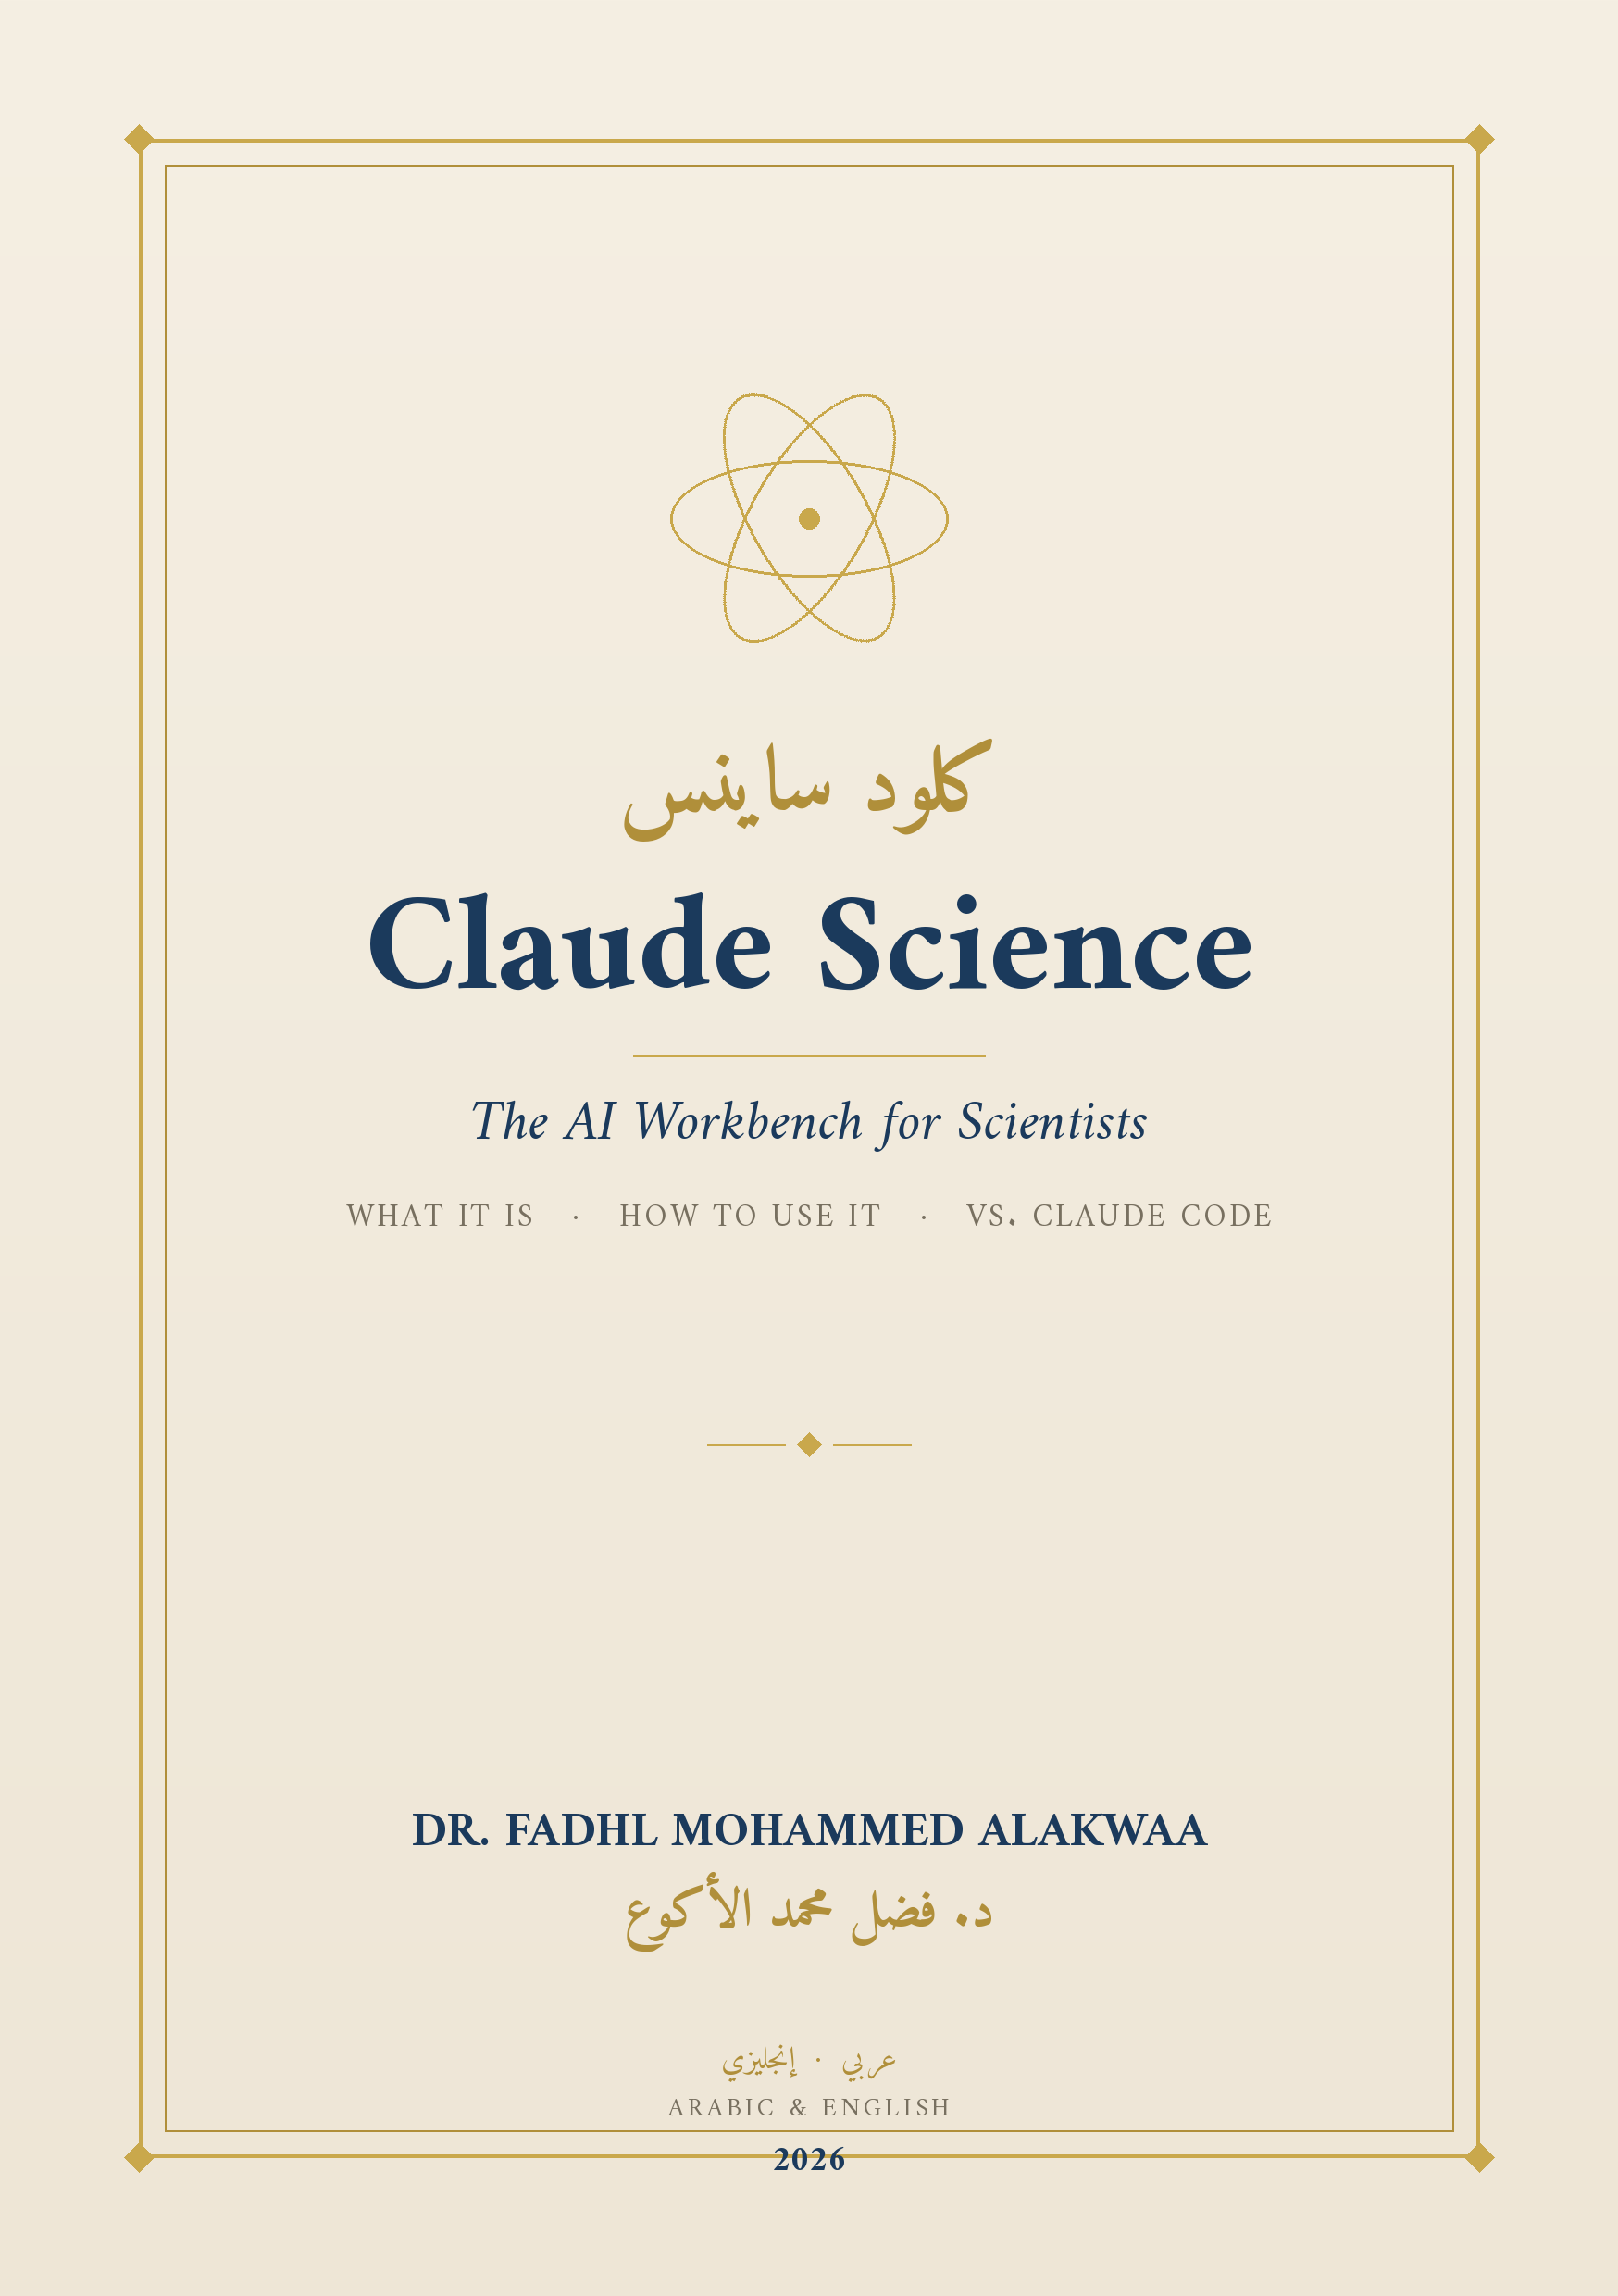 كلود ساينس
Claude Science
The AI Workbench for Scientists
WHAT IT IS · HOW TO USE IT · VS. CLAUDE CODE
DR. FADHL MOHAMMED ALAKWAA
د. فضل محمد الأكوع
عربي · إنجليزي
ARABIC & ENGLISH
2026